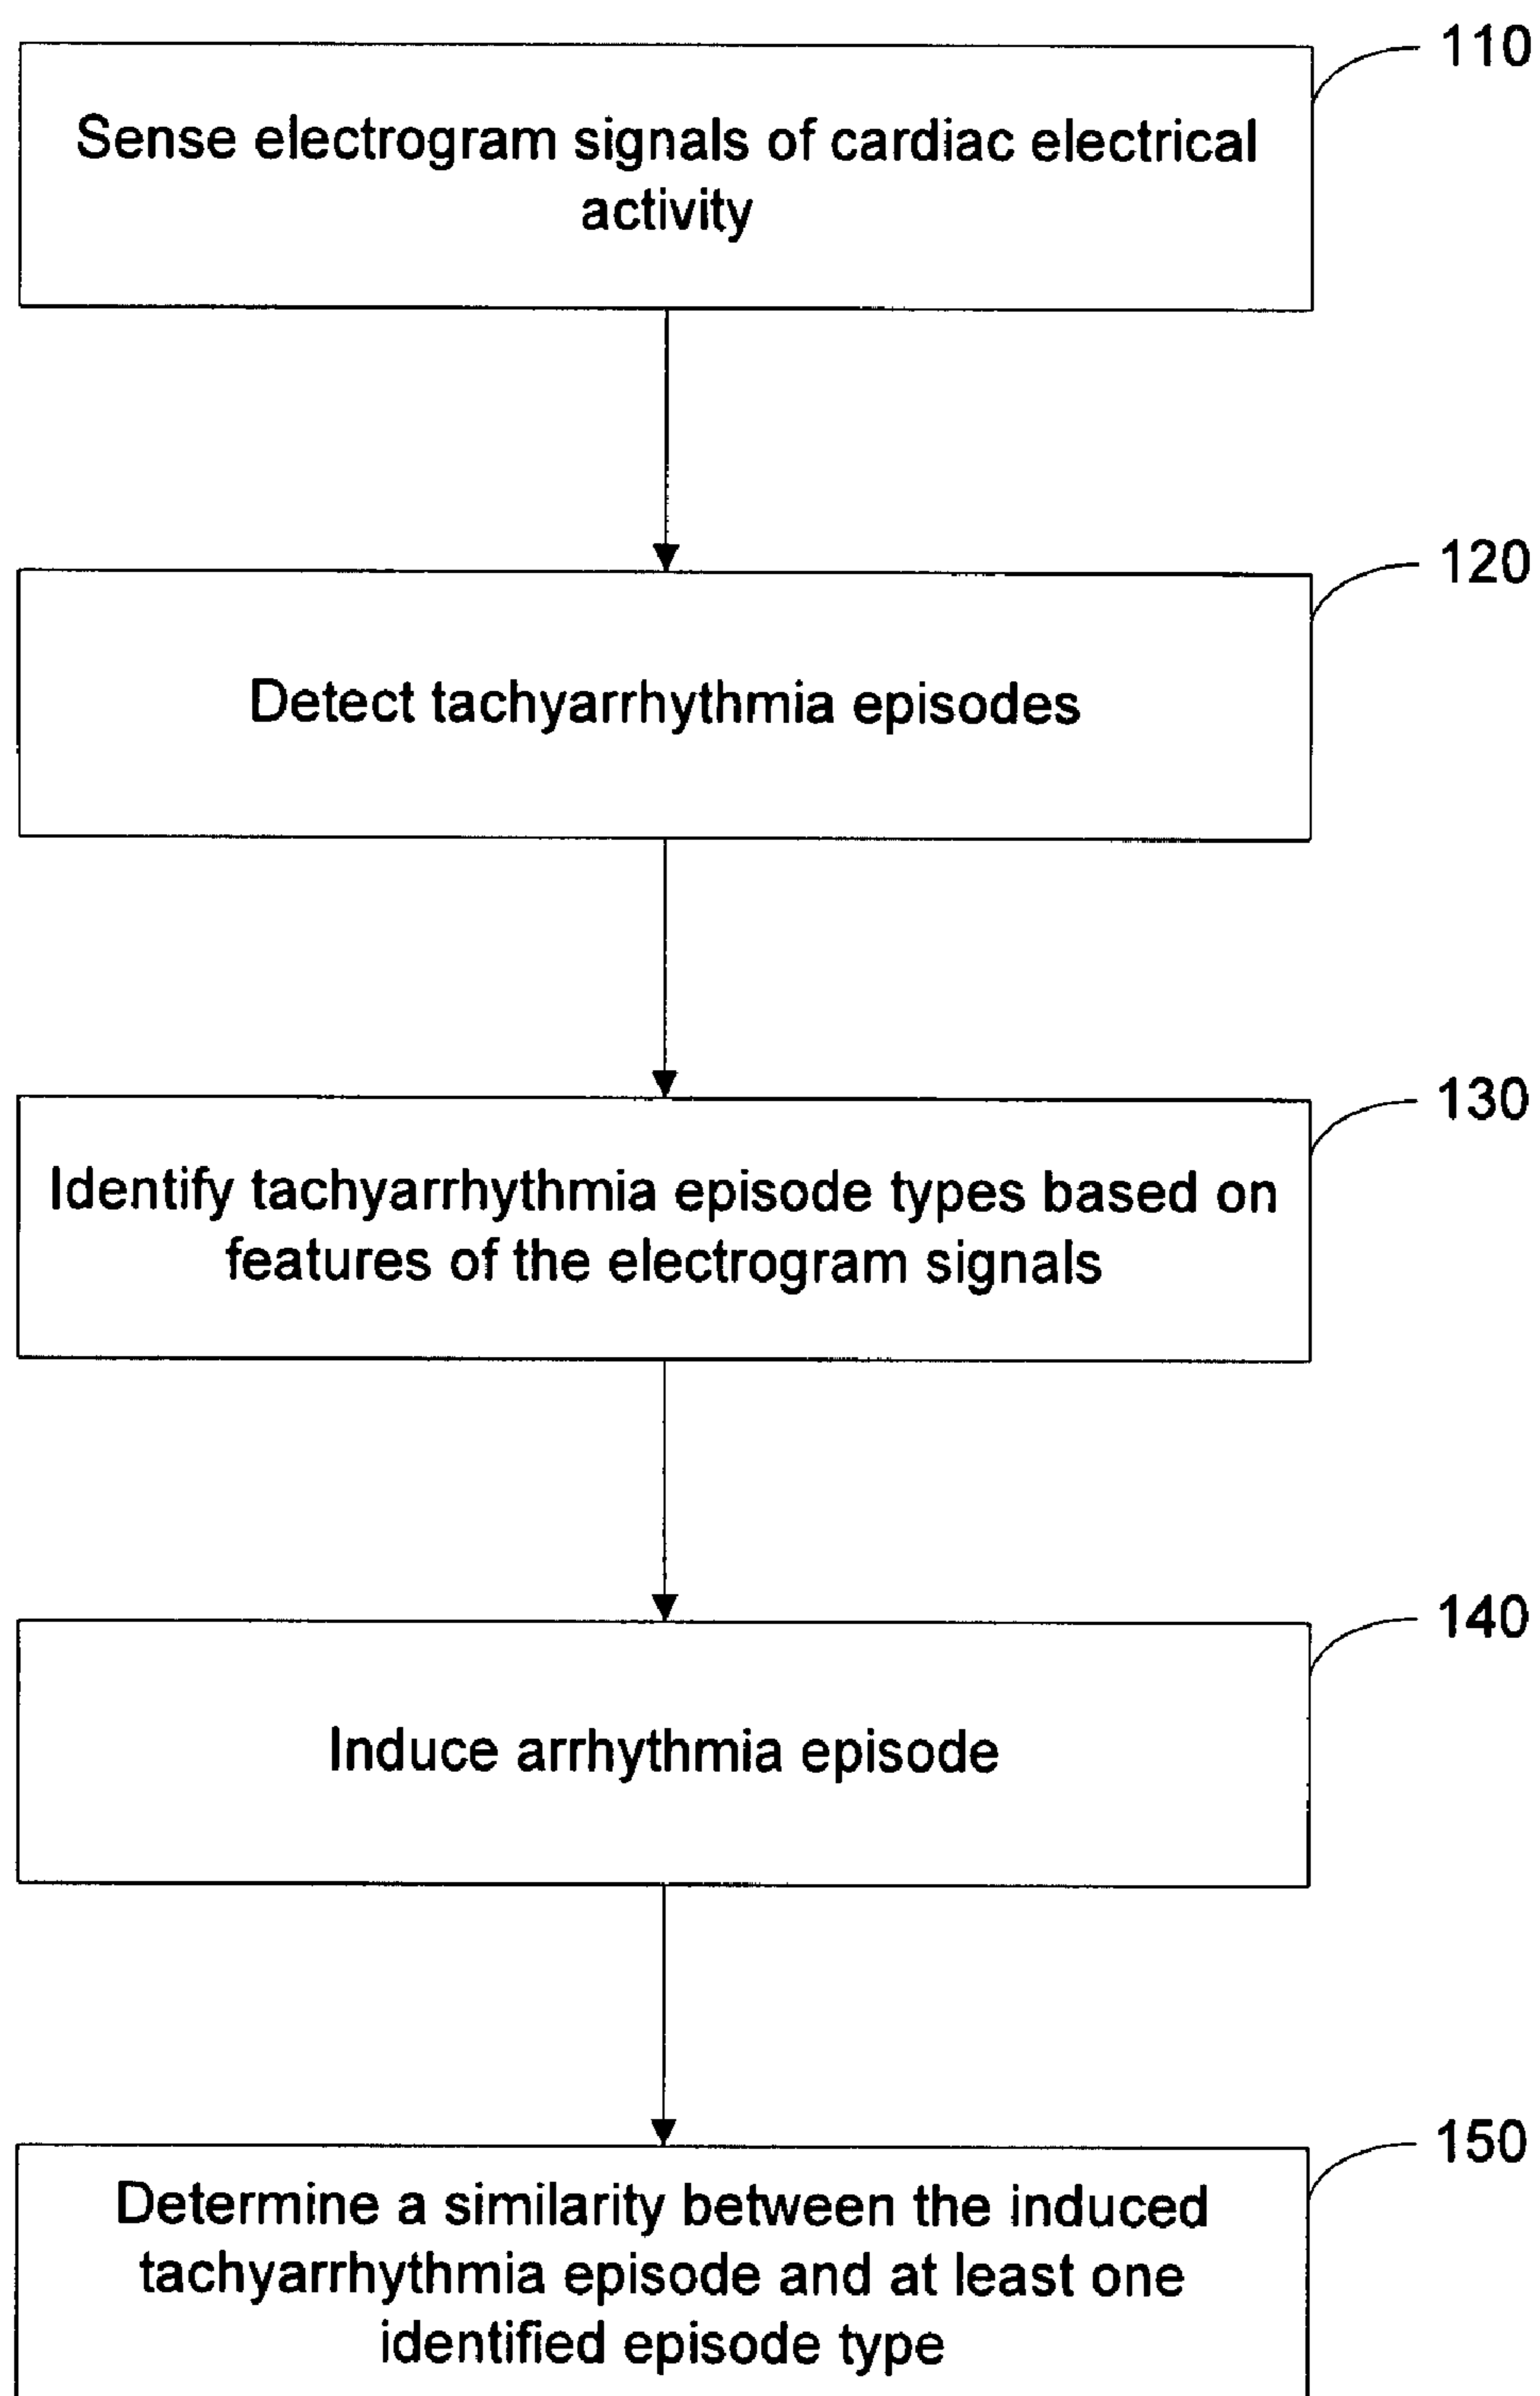 110
Sense electrogram signals of cardiac electrical
activity
120
Detect tachyarrhythmia episodes
130
Identify tachyarrhythmia episode types based on
features of the electrogram signals
140
Induce arrhythmia episode
150
Determine a similarity between the induced
tachyarrhythmia episode and at least one
identified episode type